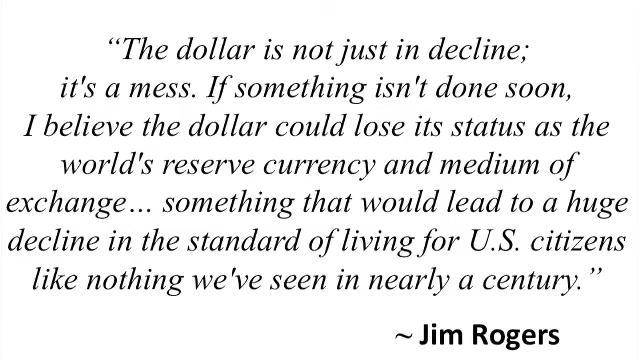 “The dollar is not just in decline;
it's a mess. If something isn't done soon,
I believe the dollar could lose its status as the
world's reserve currency and medium of
exchange… something that would lead to a huge
decline in the standard of living for U.S. citizens
like nothing we've seen in nearly a century.”
~ Jim Rogers